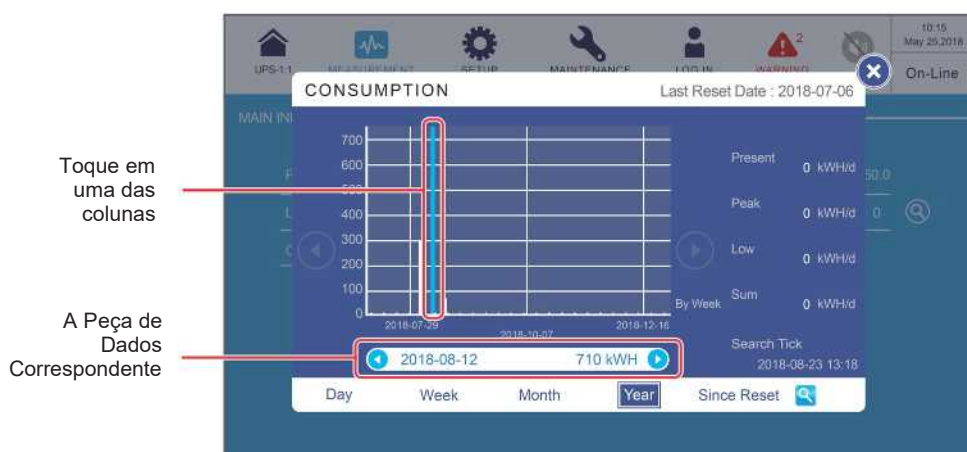 10:15
May 25,2018
2
UPS-1:1
MEASUREMENT
SETUP
MAINTENANCE
LOG IN
WARNING
On-Line
CONSUMPTION
Last Reset Date : 2018-07-06
MAIN IN
Toque em
uma das
colunas
700
600
500
400
300
200
100
0
2018-07-29
2018-10-07
2018-12-16
By Week
Present
0 kWH/d
Peak
0 kWH/d
Low
0 kWH/d
Sum
0 kWH/d
50.0
0
A Peça de
Dados
Correspondente
2018-08-12
710 kWH
Search Tick
2018-08-23 13:18
Day
Week
Month
Year
Since Reset